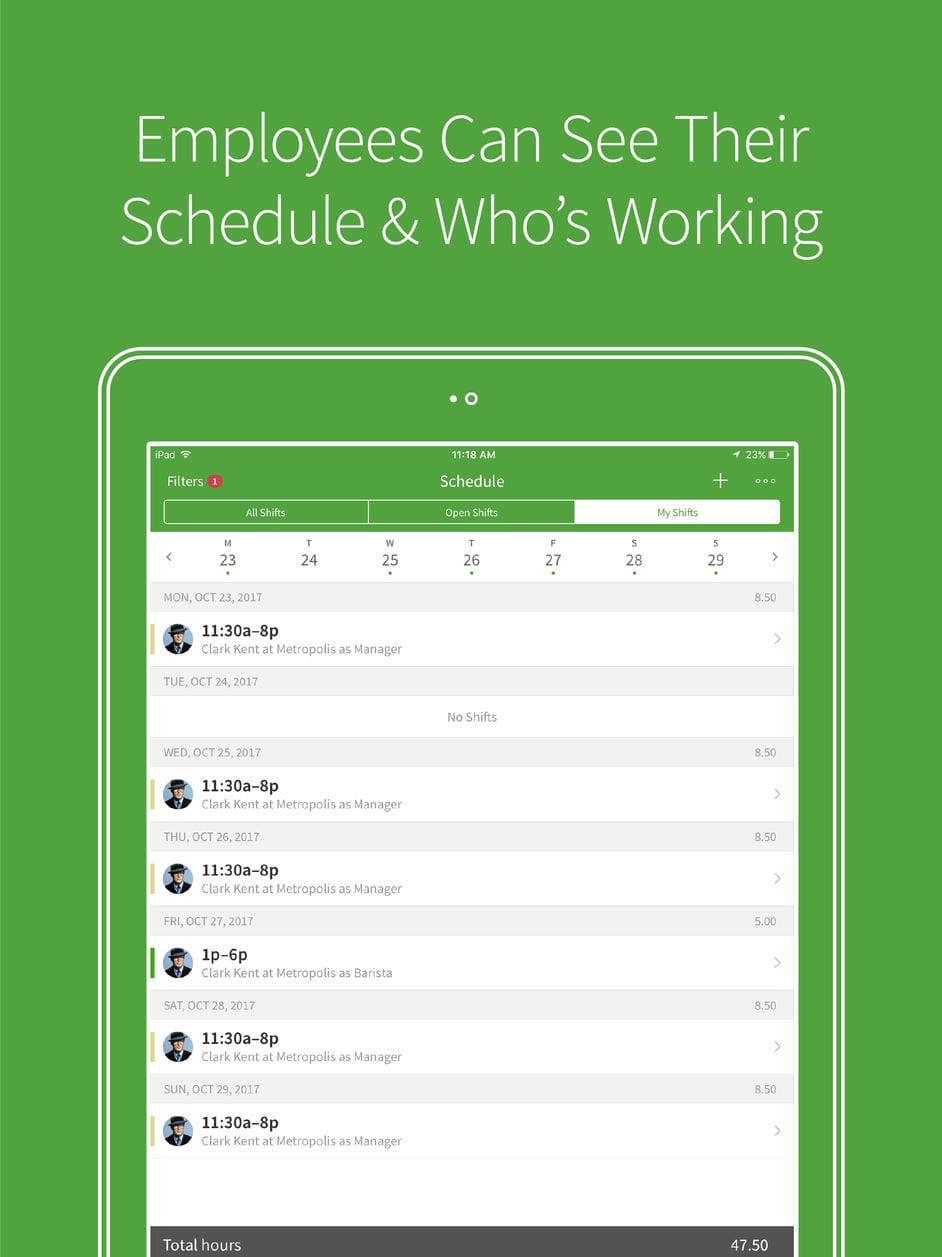 Employees Can See Their
Schedule & Who’s Working
iPad 11:18 AM 23%
Filters 1 Schedule
All Shifts Open Shifts My Shifts
M T W T F S S
23 24 25 26 27 28 29
MON, OCT 23, 2017 8.50
11:30a–8p
Clark Kent at Metropolis as Manager
TUE, OCT 24, 2017
No Shifts
WED, OCT 25, 2017 8.50
11:30a–8p
Clark Kent at Metropolis as Manager
THU, OCT 26, 2017 8.50
11:30a–8p
Clark Kent at Metropolis as Manager
FRI, OCT 27, 2017 5.00
1p–6p
Clark Kent at Metropolis as Barista
SAT, OCT 28, 2017 8.50
11:30a–8p
Clark Kent at Metropolis as Manager
SUN, OCT 29, 2017 8.50
11:30a–8p
Clark Kent at Metropolis as Manager
Total hours 47.50